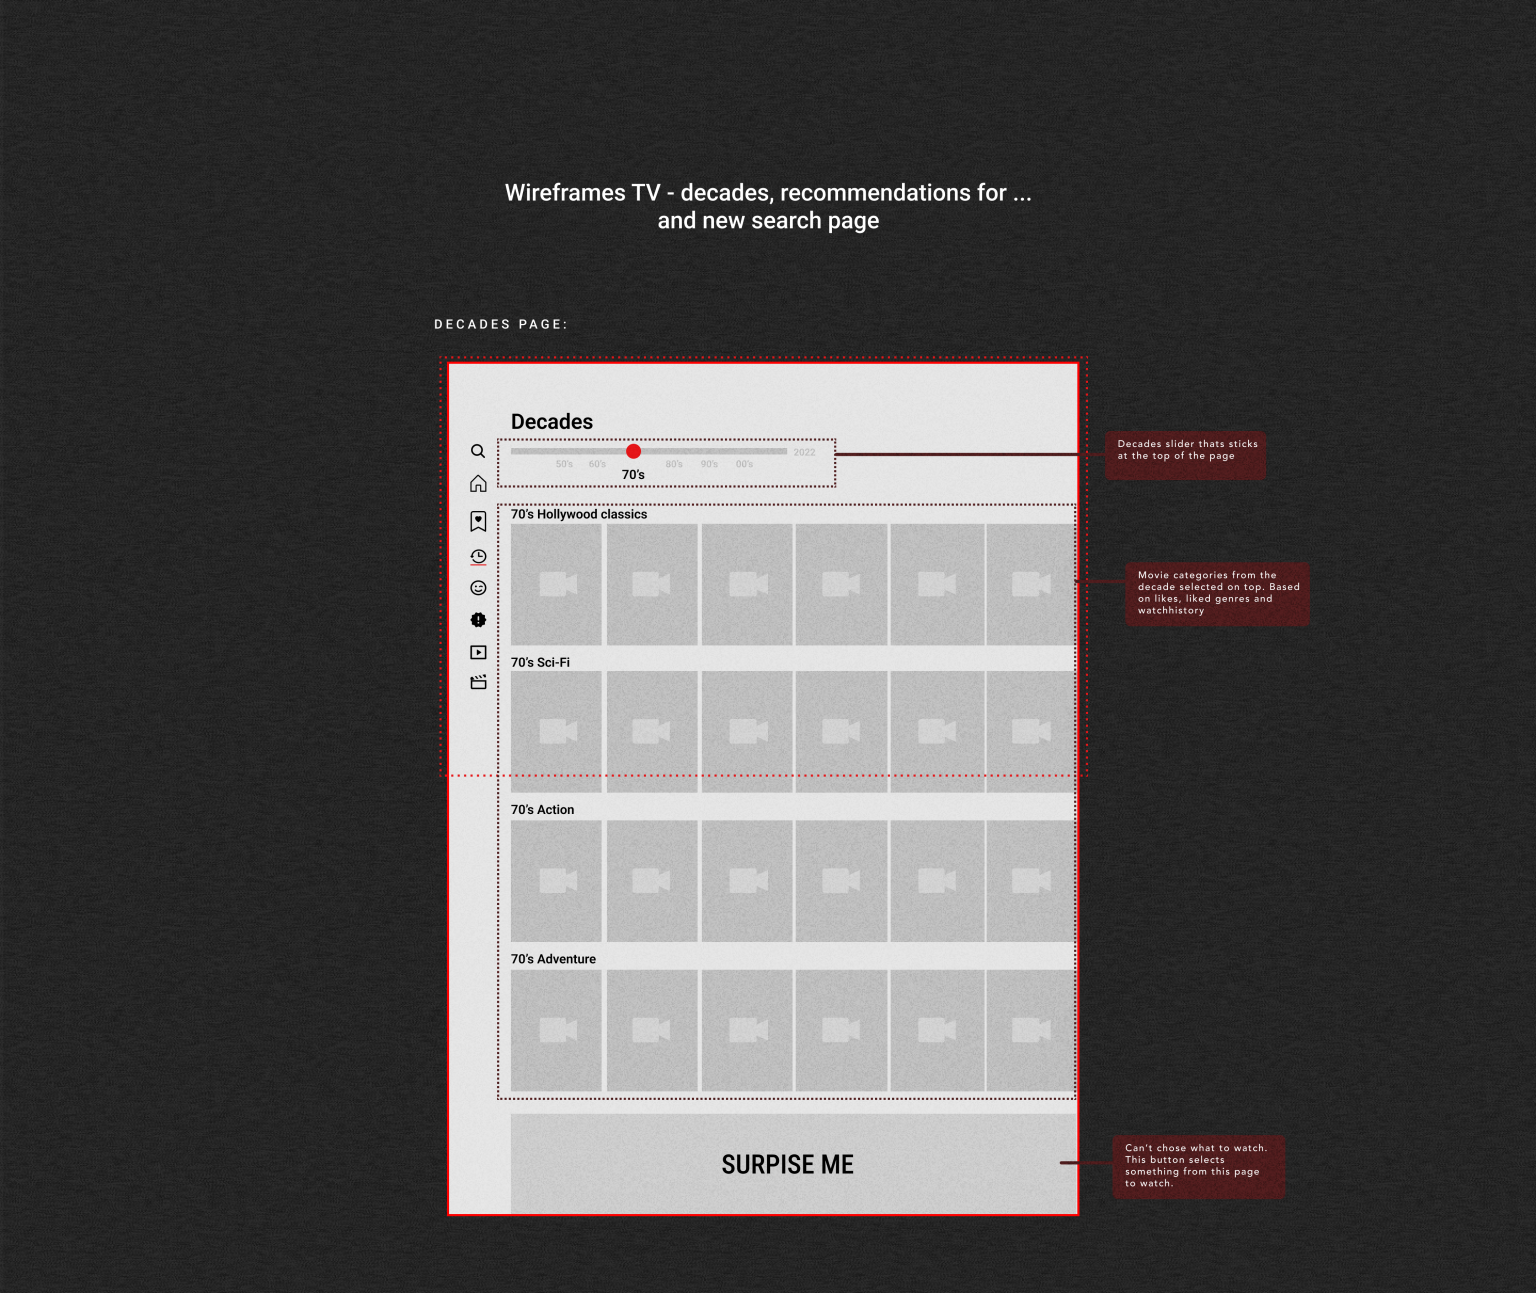 Wireframes TV - decades, recommendations for ...
and new search page
DECADES PAGE:
Decades
2022
50's 60's 80's 90's 00's
70's
Decades slider thats sticks
at the top of the page
70's Hollywood classics
Movie categories from the
decade selected on top. Based
on likes, liked genres and
watchhistory
70's Sci-Fi
70's Action
70's Adventure
SURPISE ME
Can't chose what to watch.
This button selects
something from this page
to watch.